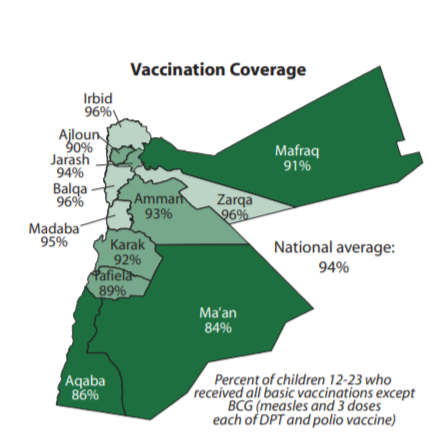 Vaccination Coverage
Irbid
96%
Ajloun
90%
Jarash
94%
Balqa
96%
Madaba
95%
Mafraq
91%
Amman
93%
Zarqa
96%
Karak
92%
Tafiela
89%
Ma'an
84%
Aqaba
86%
National average:
94%
Percent of children 12-23 who
received all basic vaccinations except
BCG (measles and 3 doses
each of DPT and polio vaccine)